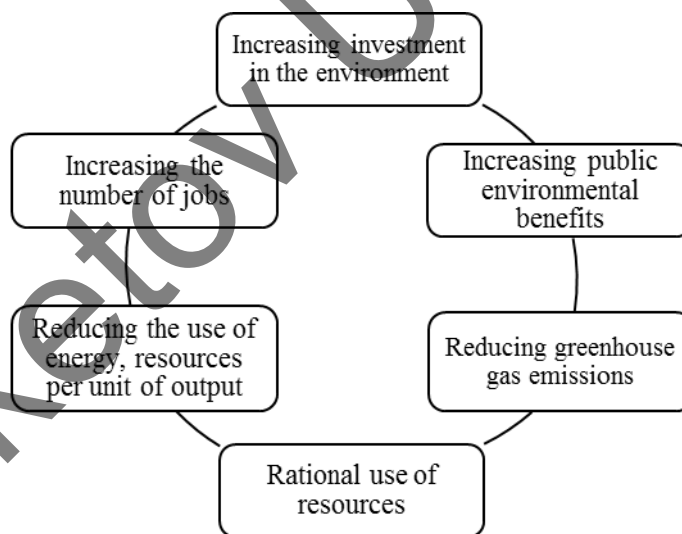 Increasing investment
in the environment
Increasing public
environmental
benefits
Reducing greenhouse
gas emissions
Rational use of
resources
Reducing the use of
energy, resources
per unit of output
Increasing the
number of jobs
ketov U